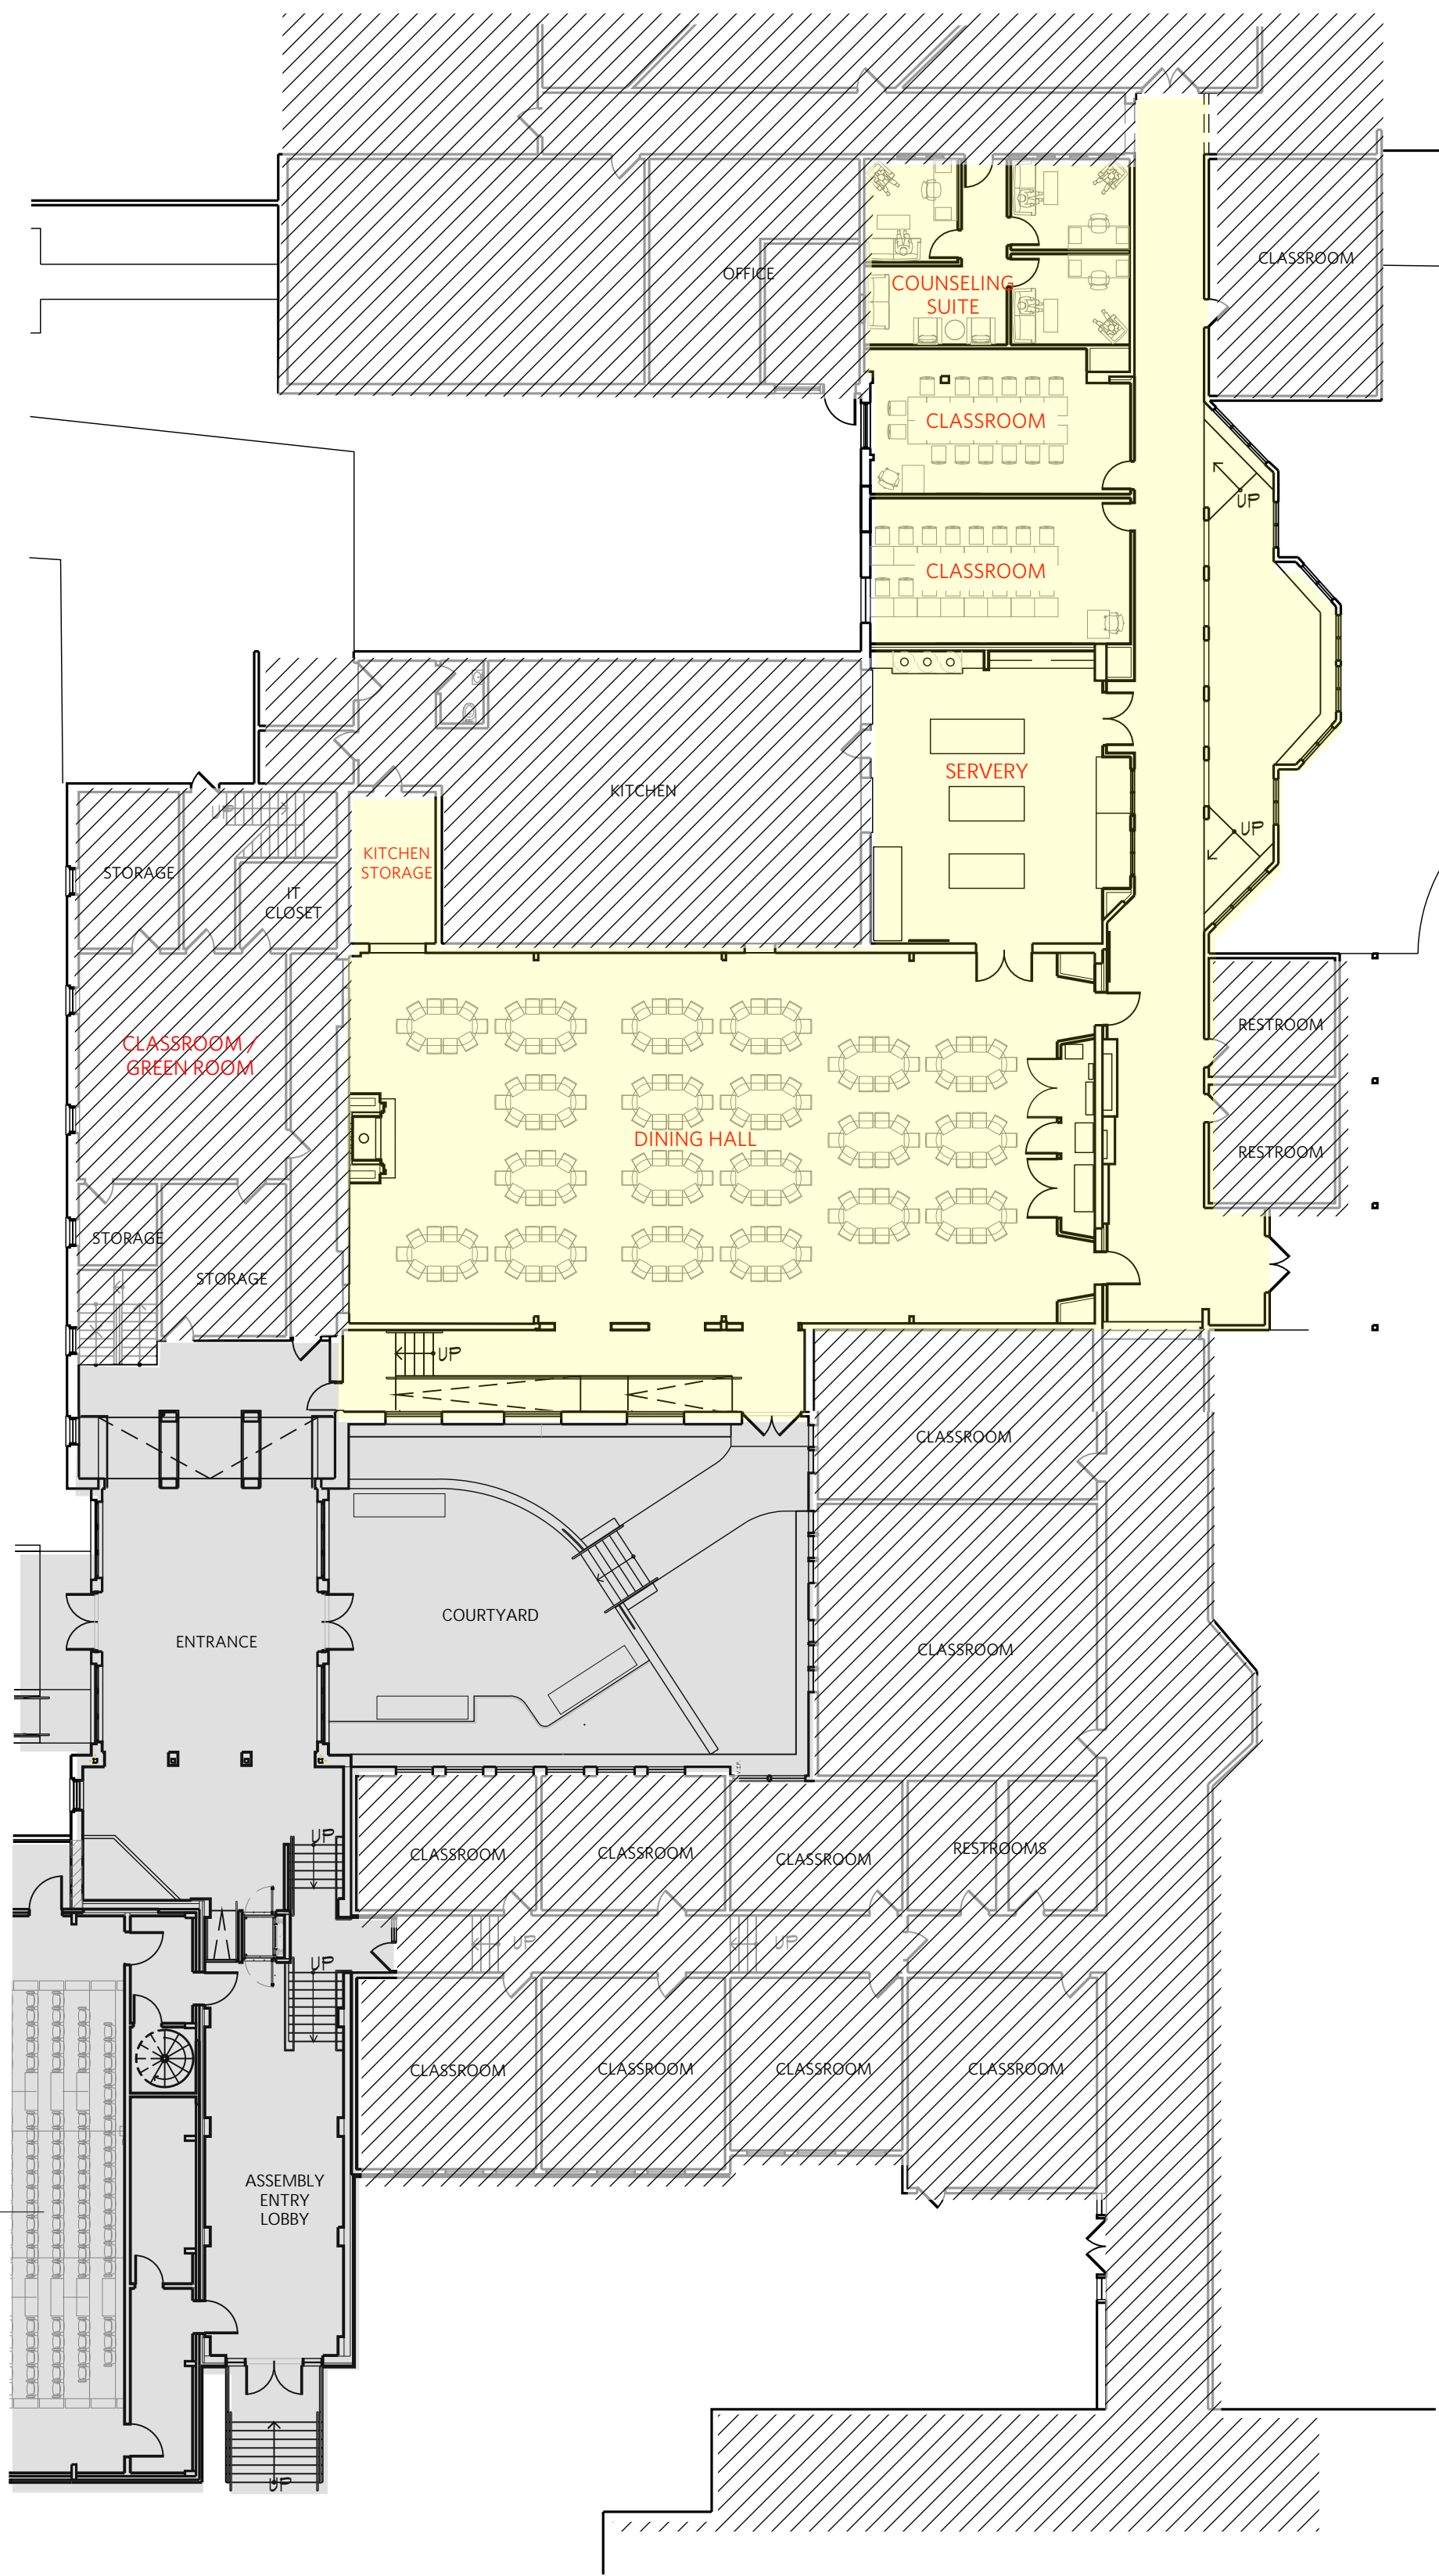 OFFICE
COUNSELING
SUITE
CLASSROOM
CLASSROOM
UP
CLASSROOM
SERVERY
KITCHEN
UP
UP
STORAGE
KITCHEN
STORAGE
IT
CLOSET
CLASSROOM /
GREEN ROOM
RESTROOM
DINING HALL
RESTROOM
STORAGE
STORAGE
UP
CLASSROOM
COURTYARD
ENTRANCE
CLASSROOM
UP
CLASSROOM
CLASSROOM
CLASSROOM
RESTROOMS
UP
UP
UP
CLASSROOM
CLASSROOM
CLASSROOM
CLASSROOM
ASSEMBLY
ENTRY
LOBBY
UP